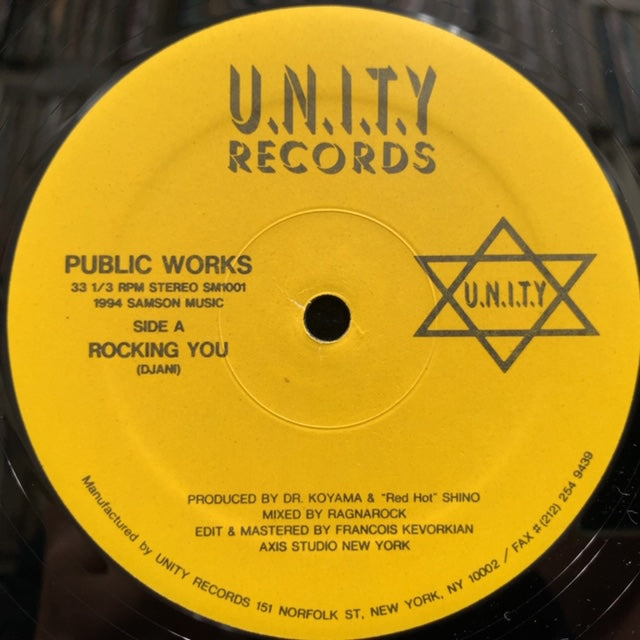 U.N.I.T.Y
RECORDS
PUBLIC WORKS
33 1/3 RPM STEREO SM1001
1994 SAMSON MUSIC
SIDE A
ROCKING YOU
(DJANI)
U.N.I.T.Y
PRODUCED BY DR. KOYAMA & "Red Hot" SHINO
MIXED BY RAGNAROCK
EDIT & MASTERED BY FRANCOIS KEVORKIAN
AXIS STUDIO NEW YORK
Manufactured by UNITY RECORDS 151 NORFOLK ST, NEW YORK, NY 10002 / FAX # (212) 254 9439